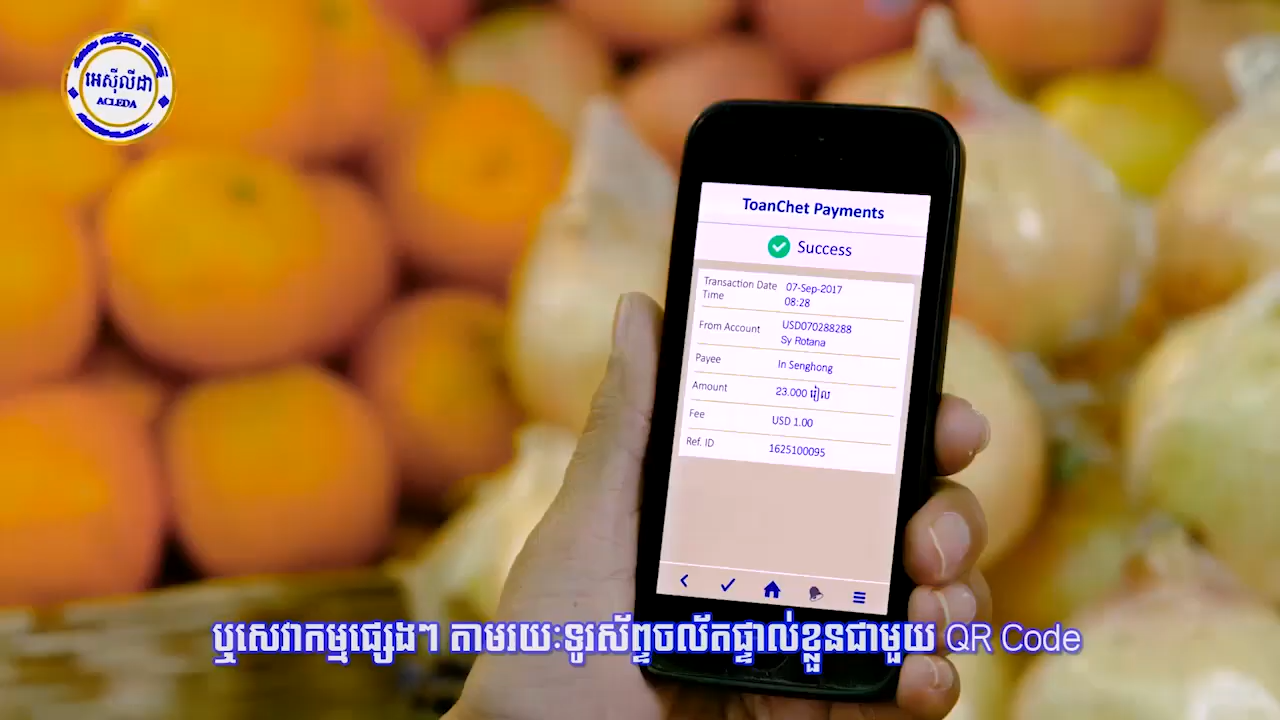 អេស៊ីលីដា
ACLEDA
ToanChet Payments
Success
Transaction Date Time 07-Sep-2017 08:28
From Account USD070288288 Sy Rotana
Payee In Senghong
Amount 23,000 រៀល
Fee USD 1.00
Ref. ID 1625100095
ឬសេវាកម្មផ្សេងៗ តាមរយៈទូរស័ព្ទចល័តផ្ទាល់ខ្លួនជាមួយ QR Code